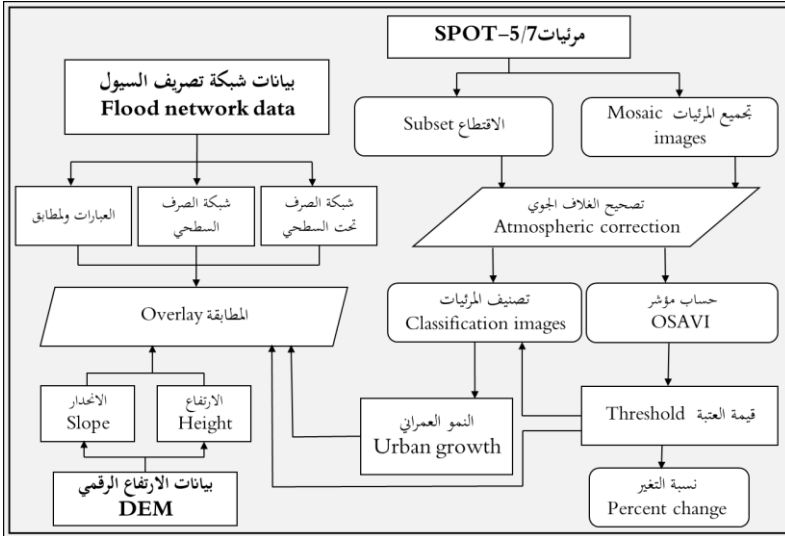 مرئيات SPOT-5/7
بيانات شبكة تصريف السيول
Flood network data
الاقتطاع Subset
تجميع المرئيات Mosaic
images
العبارات ولمطابق
شبكة الصرف
السطحي
شبكة الصرف
تحت السطحي
تصحيح الغلاف الجوي
Atmospheric correction
المطابقة Overlay
تصنيف المرئيات
Classification images
حساب مؤشر
OSAVI
الانحدار
Slope
الارتفاع
Height
النمو العمراني
Urban growth
قيمة العتبة Threshold
بيانات الارتفاع الرقمي
DEM
نسبة التغير
Percent change